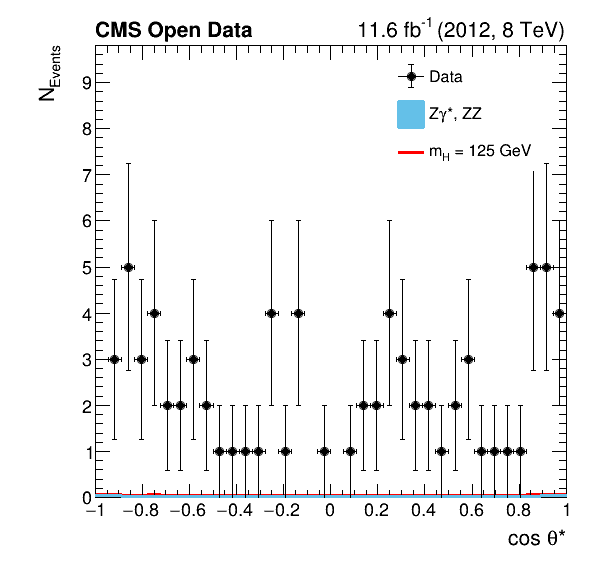 CMS Open Data 11.6 fb⁻¹ (2012, 8 TeV)
N_Events
Data
Zγ*, ZZ
m_H = 125 GeV
9
8
7
6
5
4
3
2
1
0
−1 −0.8 −0.6 −0.4 −0.2 0 0.2 0.4 0.6 0.8 1
cos θ*